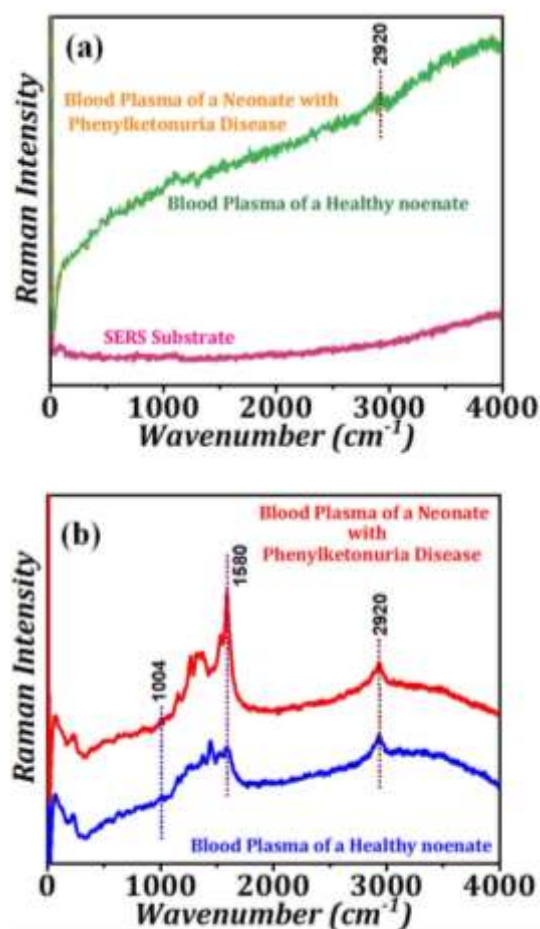 (a)
2920
Blood Plasma of a Neonate with
Phenylketonuria Disease
Blood Plasma of a Healthy noenate
SERS Substrate
Raman Intensity
0 1000 2000 3000 4000
Wavenumber (cm-1)
(b)
Blood Plasma of a Neonate
with
Phenylketonuria Disease
1580
2920
1004
Blood Plasma of a Healthy noenate
Raman Intensity
0 1000 2000 3000 4000
Wavenumber (cm-1)